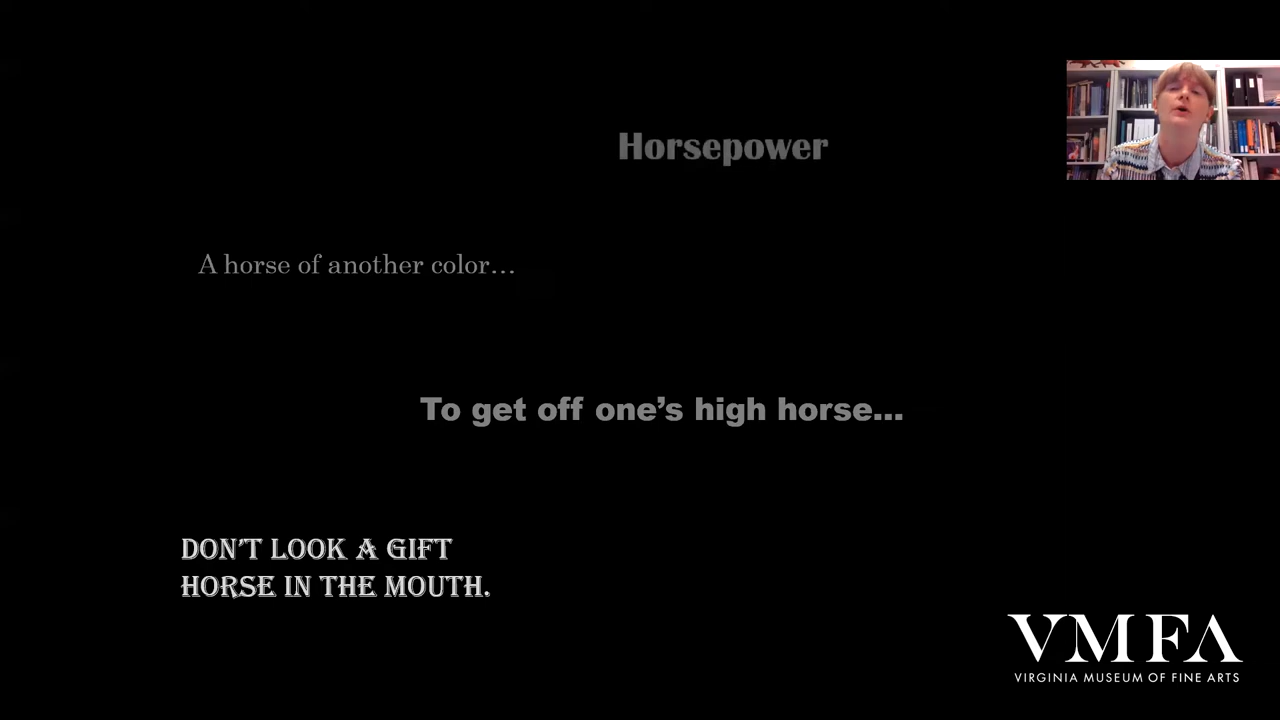 Horsepower
A horse of another color...
To get off one's high horse...
DON'T LOOK A GIFT
HORSE IN THE MOUTH.
VMFA
VIRGINIA MUSEUM OF FINE ARTS